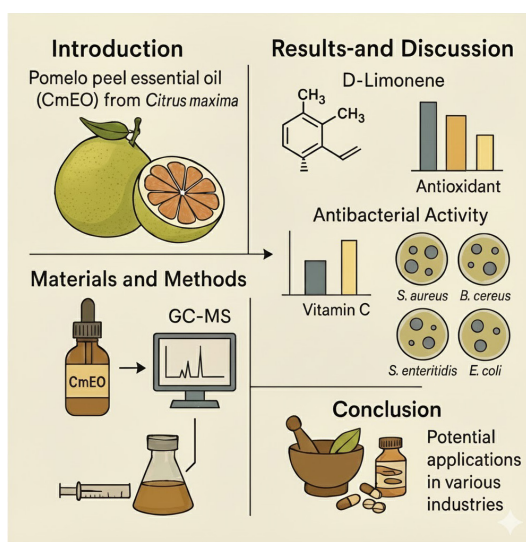 Introduction
Pomelo peel essential oil
(CmEO) from Citrus maxima
Materials and Methods
CmEO
GC-MS
Results-and Discussion
D-Limonene
CH₃
CH₃
Antioxidant
Antibacterial Activity
Vitamin C
S. aureus
B. cereus
S. enteritidis
E. coli
Conclusion
Potential
applications
in various
industries